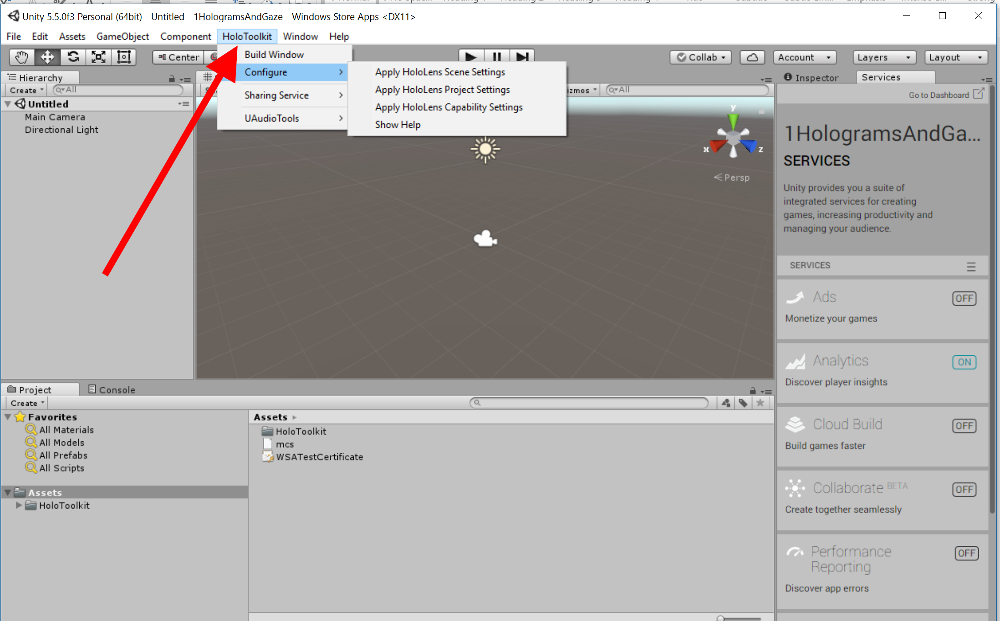 Unity 5.5.0f3 Personal (64bit) - Untitled - 1HologramsAndGaze - Windows Store Apps <DX11>
File Edit Assets GameObject Component HoloToolkit Window Help
Center
Collab Account Layers Layout
Build Window
Configure
Sharing Service
UAudioTools
Apply HoloLens Scene Settings
Apply HoloLens Project Settings
Apply HoloLens Capability Settings
Show Help
Hierarchy
Create All
Untitled
Main Camera
Directional Light
izmos All
y
x
z
Persp
Inspector Services
Go to Dashboard
1HologramsAndGa...
SERVICES
Unity provides you a suite of
integrated services for creating
games, increasing productivity and
managing your audience.
SERVICES
Ads OFF
Monetize your games
Analytics ON
Discover player insights
Cloud Build OFF
Build games faster
Collaborate BETA OFF
Create together seamlessly
Performance
Reporting OFF
Discover app errors
Project Console
Create
Favorites
All Materials
All Models
All Prefabs
All Scripts
Assets
HoloToolkit
Assets
HoloToolkit
mcs
WSATestCertificate